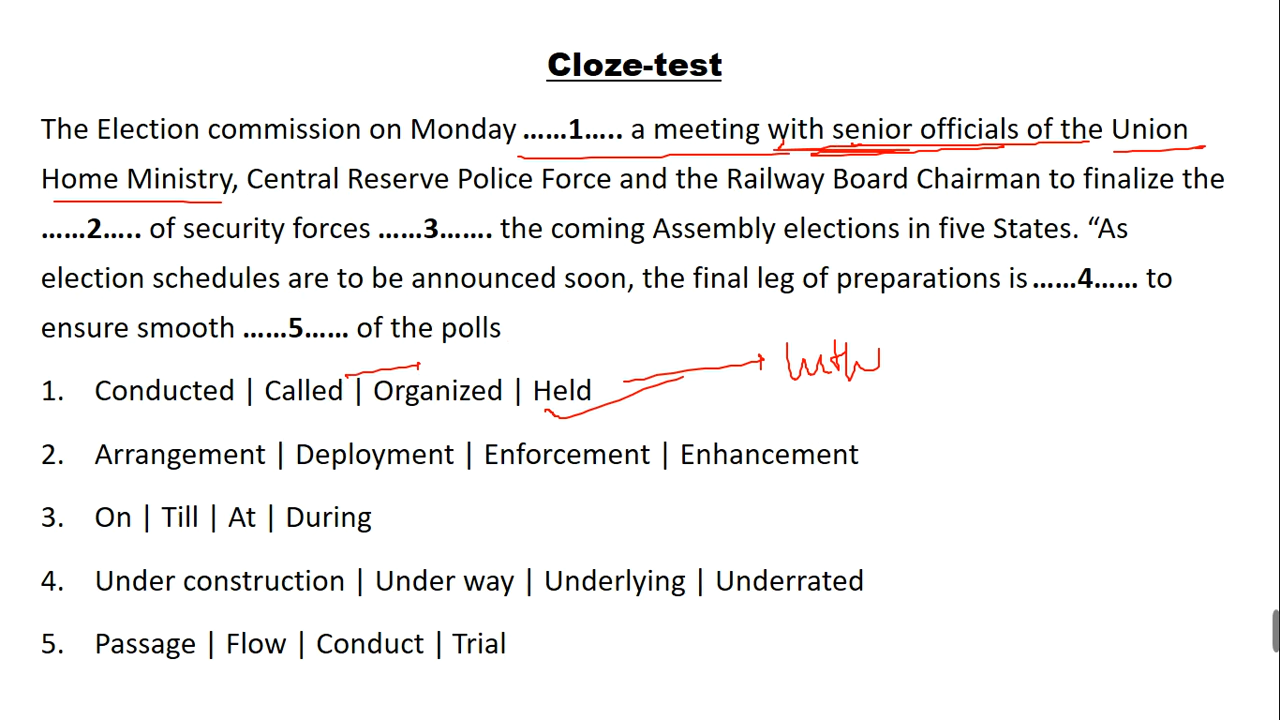 Cloze-test
The Election commission on Monday ……1….. a meeting with senior officials of the Union
Home Ministry, Central Reserve Police Force and the Railway Board Chairman to finalize the
……2….. of security forces ……3……. the coming Assembly elections in five States. “As
election schedules are to be announced soon, the final leg of preparations is ……4…… to
ensure smooth ……5…… of the polls
with
1. Conducted | Called | Organized | Held
2. Arrangement | Deployment | Enforcement | Enhancement
3. On | Till | At | During
4. Under construction | Under way | Underlying | Underrated
5. Passage | Flow | Conduct | Trial